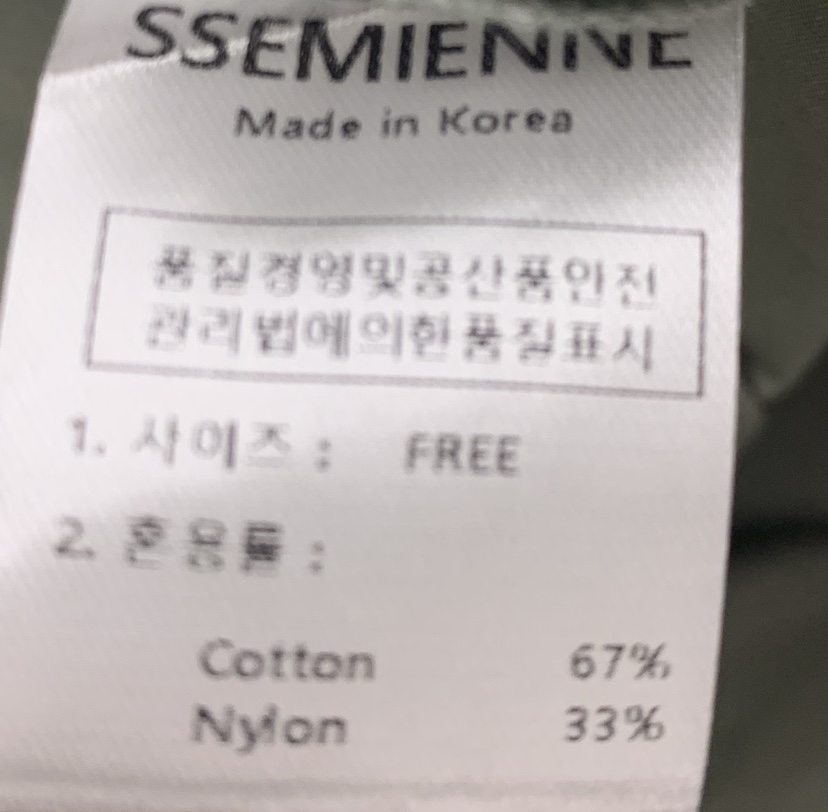 SSEMIENNE
Made in Korea
품질경영및공산품안전
관리법에의한품질표시
1. 사이즈 : FREE
2. 혼용률 :
Cotton 67%
Nylon 33%